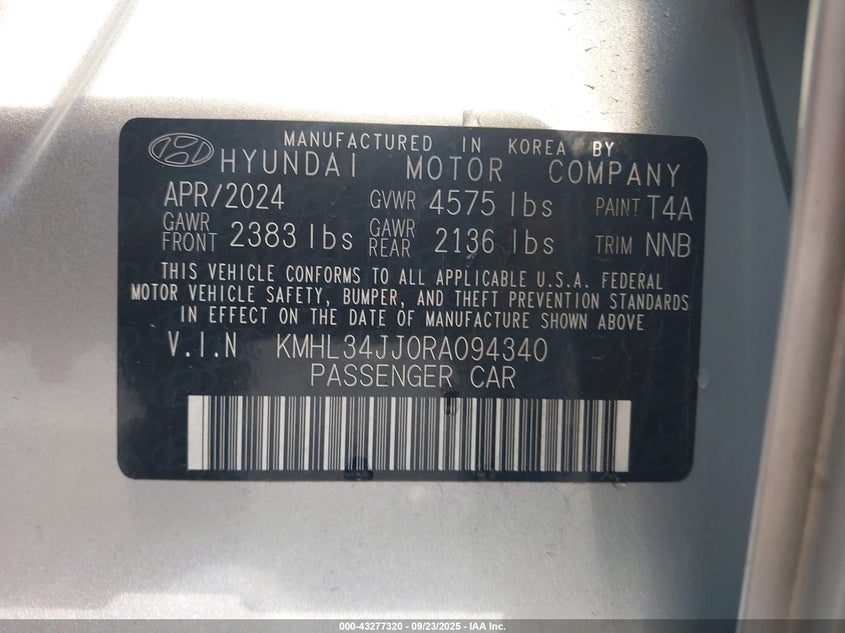 MANUFACTURED IN KOREA BY
HYUNDAI MOTOR COMPANY
APR/2024 GVWR 4575 lbs PAINT T4A
GAWR FRONT 2383 lbs GAWR REAR 2136 lbs TRIM NNB
THIS VEHICLE CONFORMS TO ALL APPLICABLE U.S.A. FEDERAL
MOTOR VEHICLE SAFETY, BUMPER, AND THEFT PREVENTION STANDARDS
IN EFFECT ON THE DATE OF MANUFACTURE SHOWN ABOVE.
V.I.N KMHL34JJ0RA094340
PASSENGER CAR
000-43277320 - 09/23/2025 - IAA Inc.